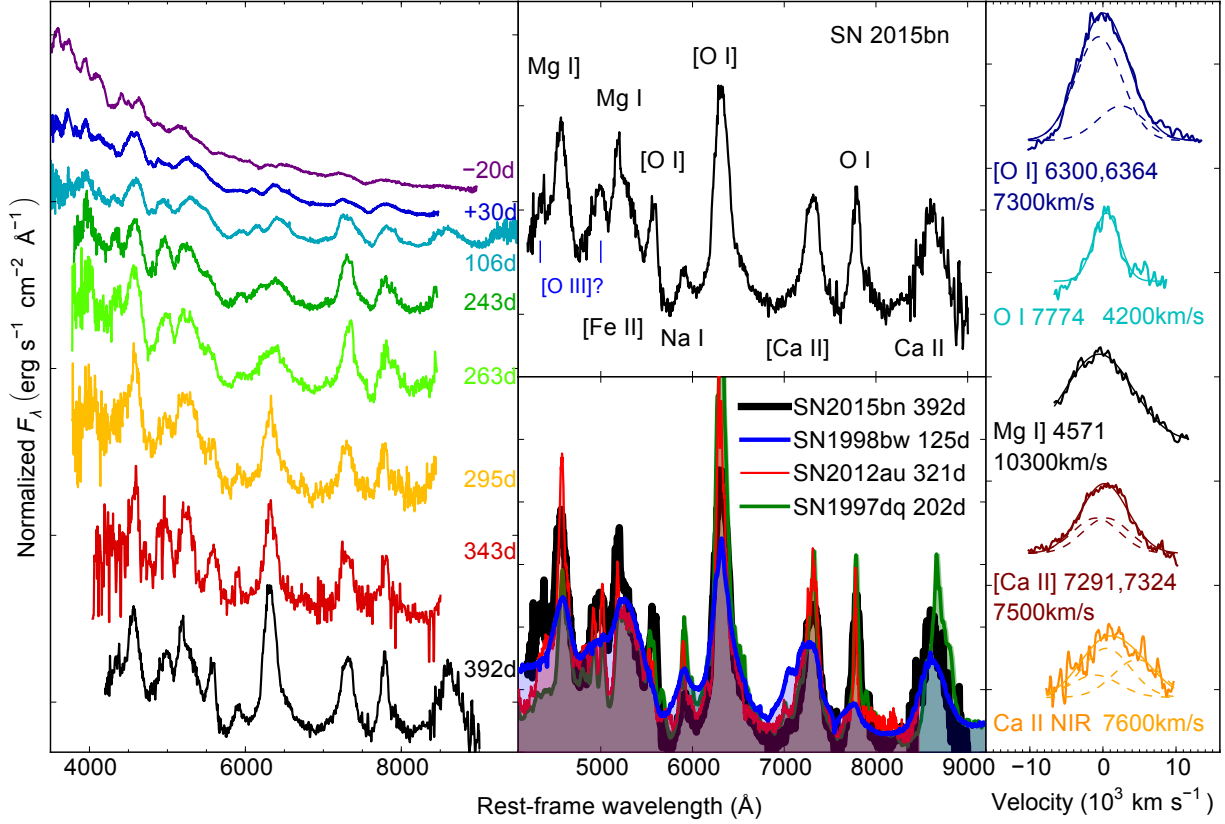 Normalized Fλ (erg s⁻¹ cm⁻² Å⁻¹)
−20d
+30d
106d
243d
263d
295d
343d
392d
4000
6000
8000
SN 2015bn
Mg I]
Mg I
[O I]
[O I]
O I
[O III]?
[Fe II]
Na I
[Ca II]
Ca II
SN2015bn 392d
SN1998bw 125d
SN2012au 321d
SN1997dq 202d
5000
6000
7000
8000
9000
Rest-frame wavelength (Å)
[O I] 6300,6364
7300km/s
O I 7774 4200km/s
Mg I] 4571
10300km/s
[Ca II] 7291,7324
7500km/s
Ca II NIR 7600km/s
−10
0
10
Velocity (10³ km s⁻¹)